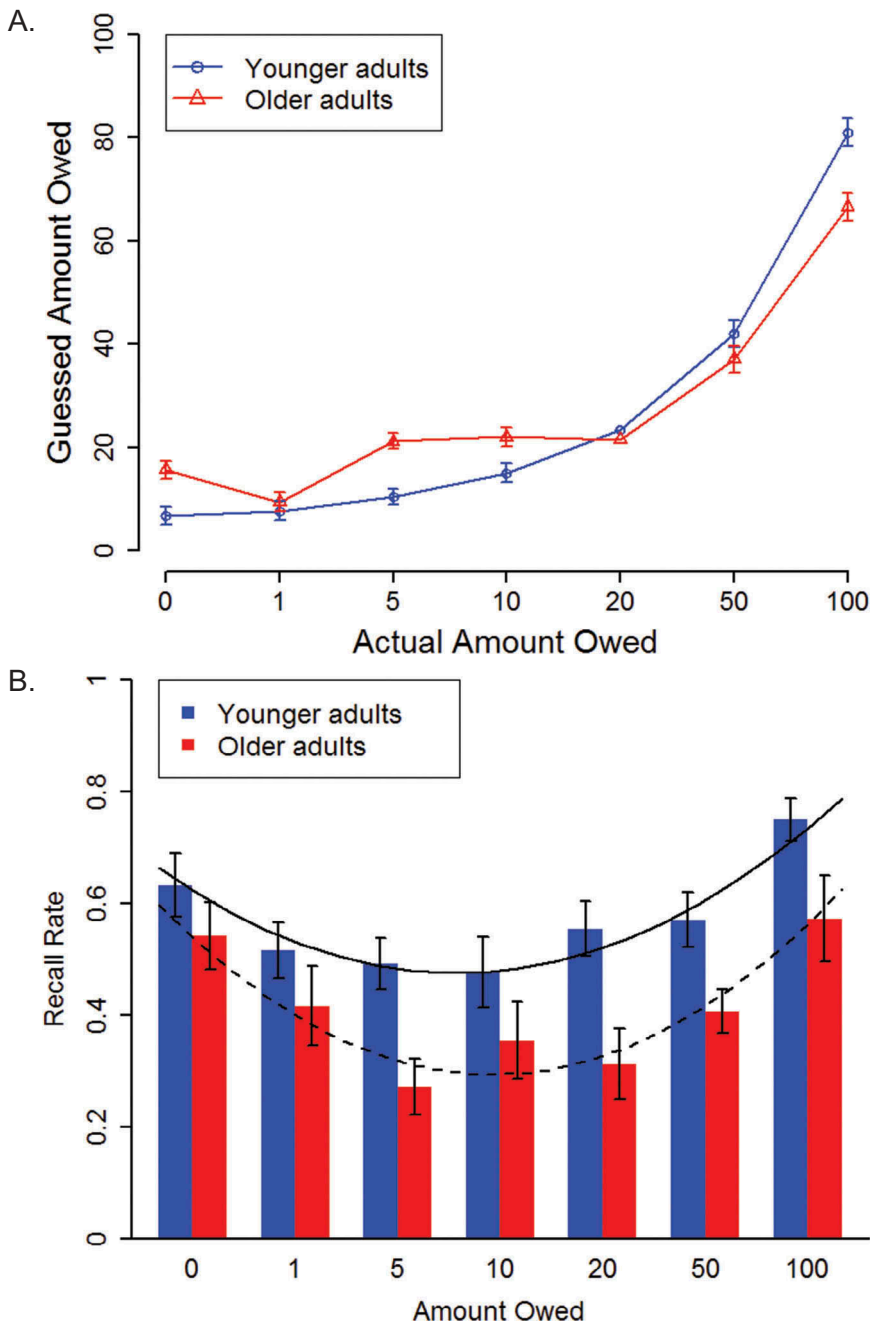 A.
Younger adults
Older adults
Guessed Amount Owed
100
80
60
40
20
0
0 1 5 10 20 50 100
Actual Amount Owed
B.
Younger adults
Older adults
Recall Rate
1
0.8
0.6
0.4
0.2
0
0 1 5 10 20 50 100
Amount Owed